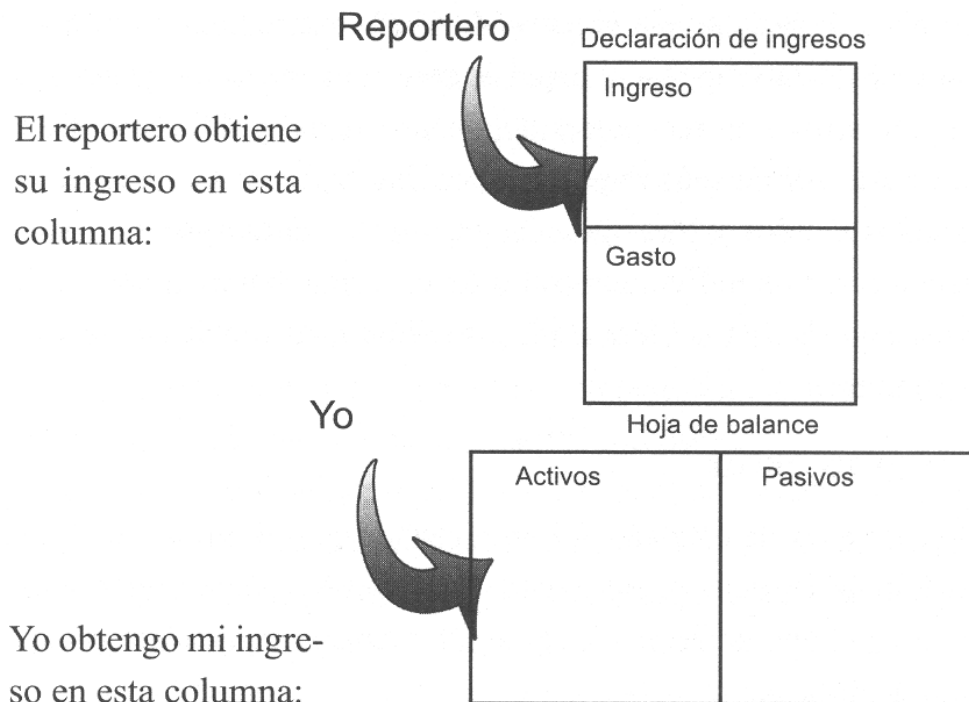 Reportero
Declaración de ingresos
Ingreso
El reportero obtiene
su ingreso en esta
columna:
Gasto
Yo
Hoja de balance
Activos
Pasivos
Yo obtengo mi ingre-
so en esta columna: